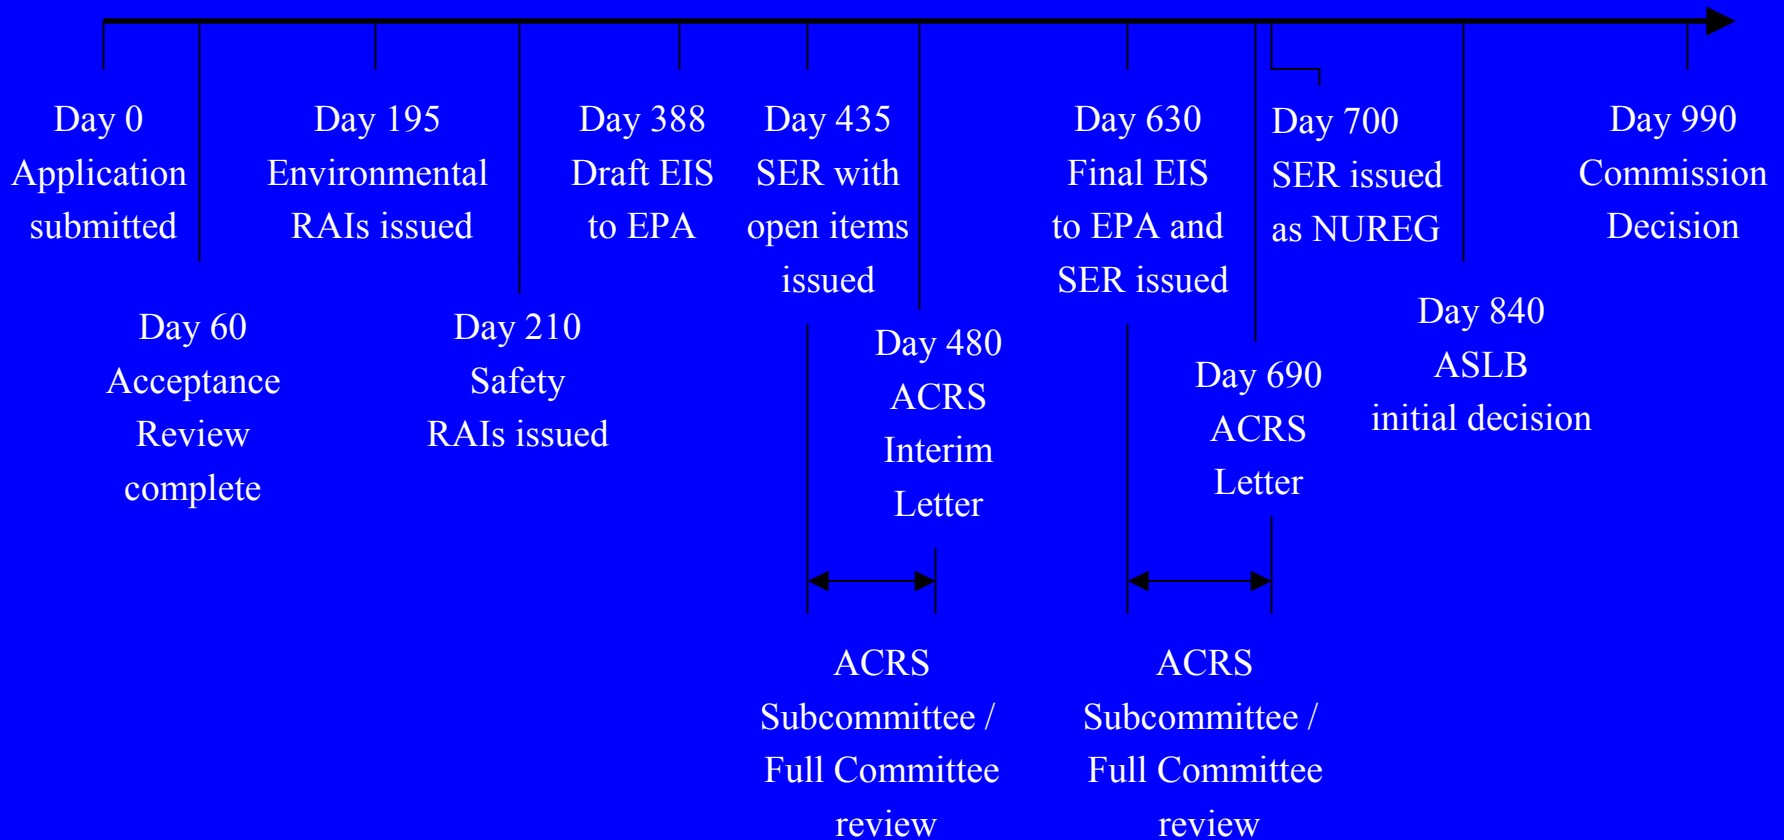 Day 0
Application
submitted
Day 60
Acceptance
Review
complete
Day 195
Environmental
RAIs issued
Day 210
Safety
RAIs issued
Day 388
Draft EIS
to EPA
Day 435
SER with
open items
issued
Day 480
ACRS
Interim
Letter
ACRS
Subcommittee /
Full Committee
review
Day 630
Final EIS
to EPA and
SER issued
Day 690
ACRS
Letter
ACRS
Subcommittee /
Full Committee
review
Day 700
SER issued
as NUREG
Day 840
ASLB
initial decision
Day 990
Commission
Decision